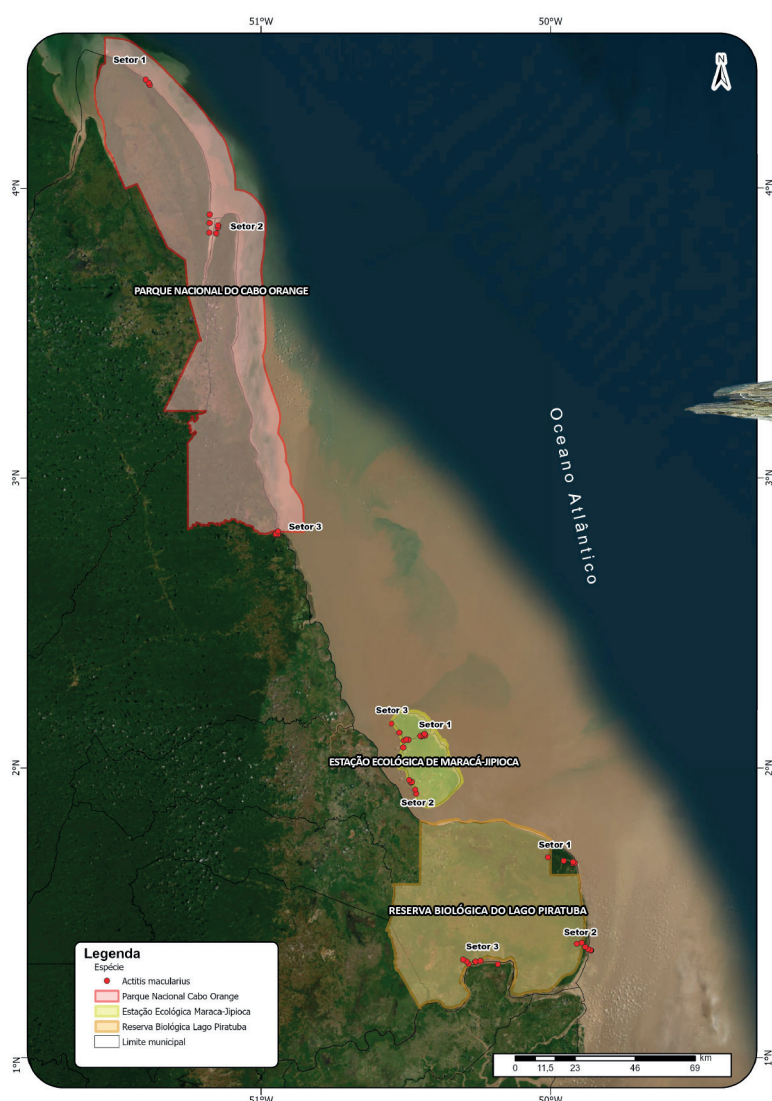 51°W
50°W
N
Setor 1
4°N
4°N
Setor 2
PARQUE NACIONAL DO CABO ORANGE
Oceano Atlântico
3°N
3°N
Setor 3
Setor 3
Setor 1
ESTAÇÃO ECOLÓGICA DE MARACÁ-JIPIOCA
2°N
2°N
Setor 2
Setor 1
RESERVA BIOLÓGICA DO LAGO PIRATUBA
Setor 2
Setor 3
Legenda
Espécie
Actitis macularius
Parque Nacional Cabo Orange
Estação Ecológica Maraca-Jipioca
Reserva Biológica Lago Piratuba
Limite municipal
1°N
1°N
km
0 11,5 23 46 69
51°W
50°W